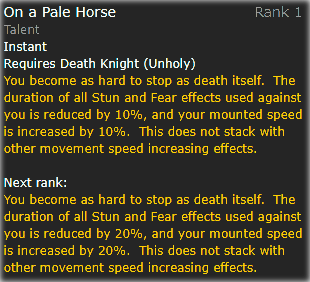 On a Pale Horse Rank 1
Talent
Instant
Requires Death Knight (Unholy)
You become as hard to stop as death itself. The
duration of all Stun and Fear effects used against
you is reduced by 10%, and your mounted speed
is increased by 10%. This does not stack with
other movement speed increasing effects.
Next rank:
You become as hard to stop as death itself. The
duration of all Stun and Fear effects used against
you is reduced by 20%, and your mounted speed
is increased by 20%. This does not stack with
other movement speed increasing effects.